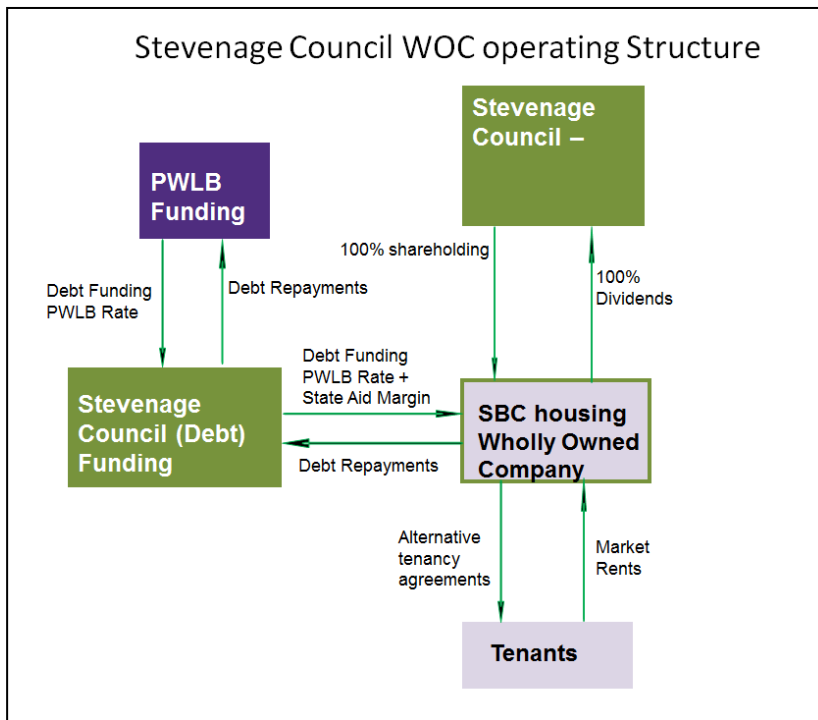 Stevenage Council WOC operating Structure
Stevenage
Council –
PWLB
Funding
100% shareholding
100%
Dividends
Debt Funding
PWLB Rate
Debt Repayments
Debt Funding
PWLB Rate +
State Aid Margin
Stevenage
Council (Debt)
Funding
SBC housing
Wholly Owned
Company
Debt Repayments
Alternative
tenancy
agreements
Market
Rents
Tenants